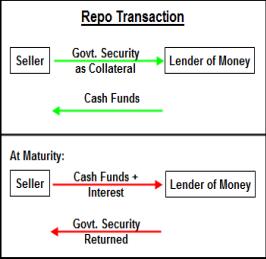 Repo Transaction
Seller
Govt. Security
as Collateral
Lender of Money
Cash Funds
At Maturity:
Seller
Cash Funds +
Interest
Lender of Money
Govt. Security
Returned